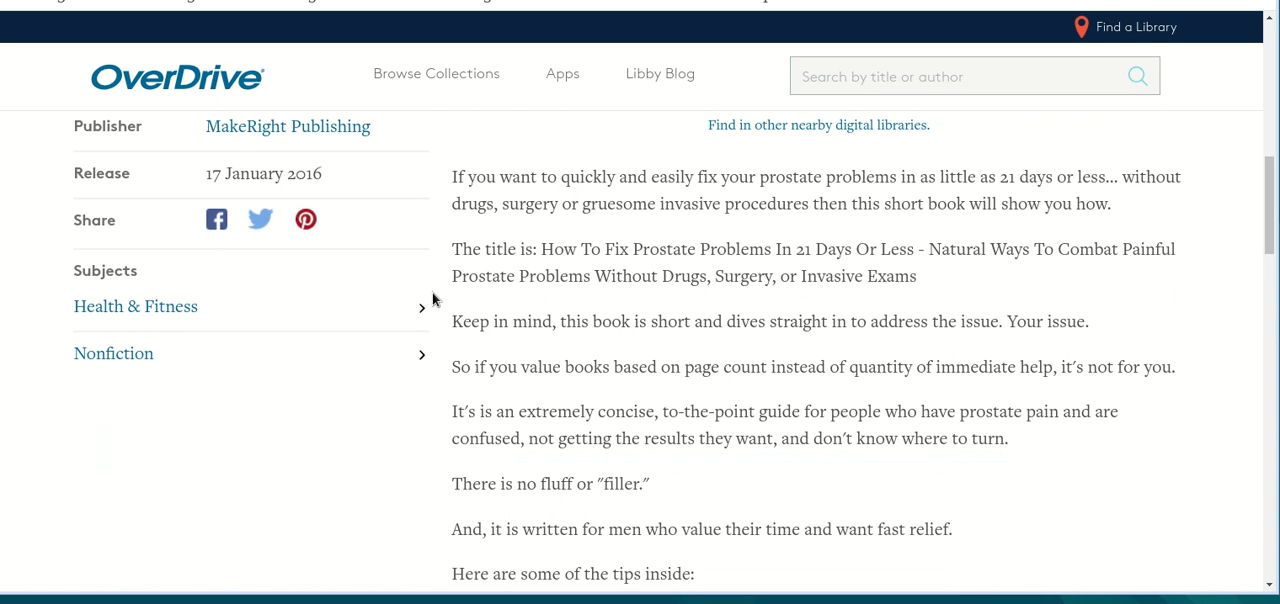 Find a Library
OverDrive
Browse Collections
Apps
Libby Blog
Search by title or author
Publisher
MakeRight Publishing
Release
17 January 2016
Share
Subjects
Health & Fitness
Nonfiction
Find in other nearby digital libraries.
If you want to quickly and easily fix your prostate problems in as little as 21 days or less... without
drugs, surgery or gruesome invasive procedures then this short book will show you how.
The title is: How To Fix Prostate Problems In 21 Days Or Less - Natural Ways To Combat Painful
Prostate Problems Without Drugs, Surgery, or Invasive Exams
Keep in mind, this book is short and dives straight in to address the issue. Your issue.
So if you value books based on page count instead of quantity of immediate help, it's not for you.
It's is an extremely concise, to-the-point guide for people who have prostate pain and are
confused, not getting the results they want, and don't know where to turn.
There is no fluff or "filler."
And, it is written for men who value their time and want fast relief.
Here are some of the tips inside: